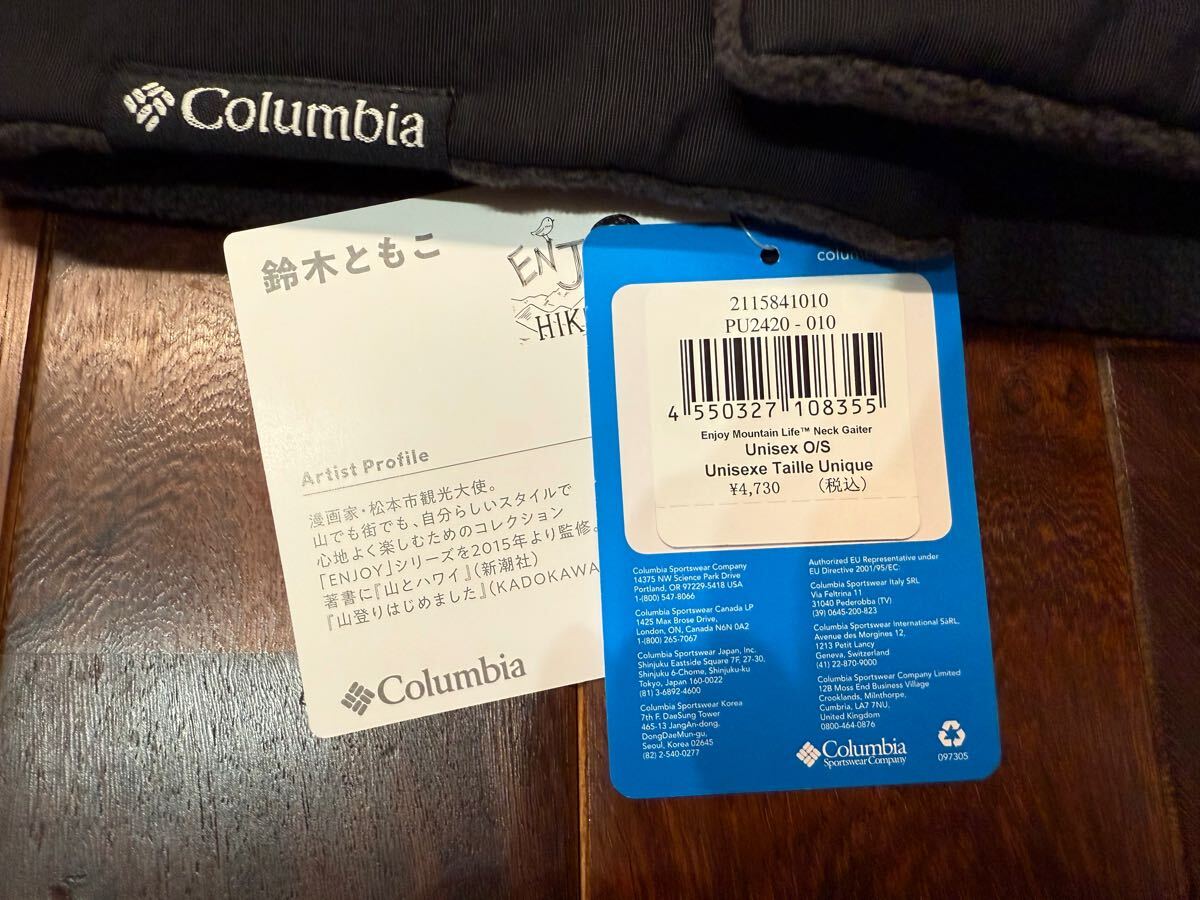 Columbia
鈴木ともこ
ENJ
HIK
Artist Profile
漫画家・松本市観光大使。
山でも街でも、自分らしいスタイルで
心地よく楽しむためのコレクション
「ENJOY」シリーズを2015年より監修。
著書に『山とハワイ』(新潮社)
『山登りはじめました』(KADOKAWA
Columbia
colum
2115841010
PU2420 - 010
4 550327 108355
Enjoy Mountain Life™ Neck Gaiter
Unisex O/S
Unisexe Taille Unique
¥4,730 (税込)
Columbia Sportswear Company
14375 NW Science Park Drive
Portland, OR 97229-5418 USA
1-(800) 547-8066
Columbia Sportswear Canada LP
1425 Max Brose Drive,
London, ON, Canada N6N 0A2
1-(800) 265-7067
Columbia Sportswear Japan, Inc.
Shinjuku Eastside Square 7F, 27-30,
Shinjuku 6-Chome, Shinjuku-ku
Tokyo, Japan 160-0022
(81) 3-6892-4600
Columbia Sportswear Korea
7th F. DaeSung Tower
465-13 JangAn-dong,
DongDaeMun-gu,
Seoul, Korea 02645
(82) 2-540-0277
Authorized EU Representative under
EU Directive 2001/95/EC:
Columbia Sportswear Italy SRL
Via Feltrina 11
31040 Pederobba (TV)
(39) 0645-200-823
Columbia Sportswear International SàRL,
Avenue des Morgines 12,
1213 Petit Lancy
Geneva, Switzerland
(41) 22-870-9000
Columbia Sportswear Company Limited
12B Moss End Business Village
Crooklands, Milnthorpe,
Cumbria, LA7 7NU,
United Kingdom
0800-464-0876
Columbia
Sportswear Company
097305